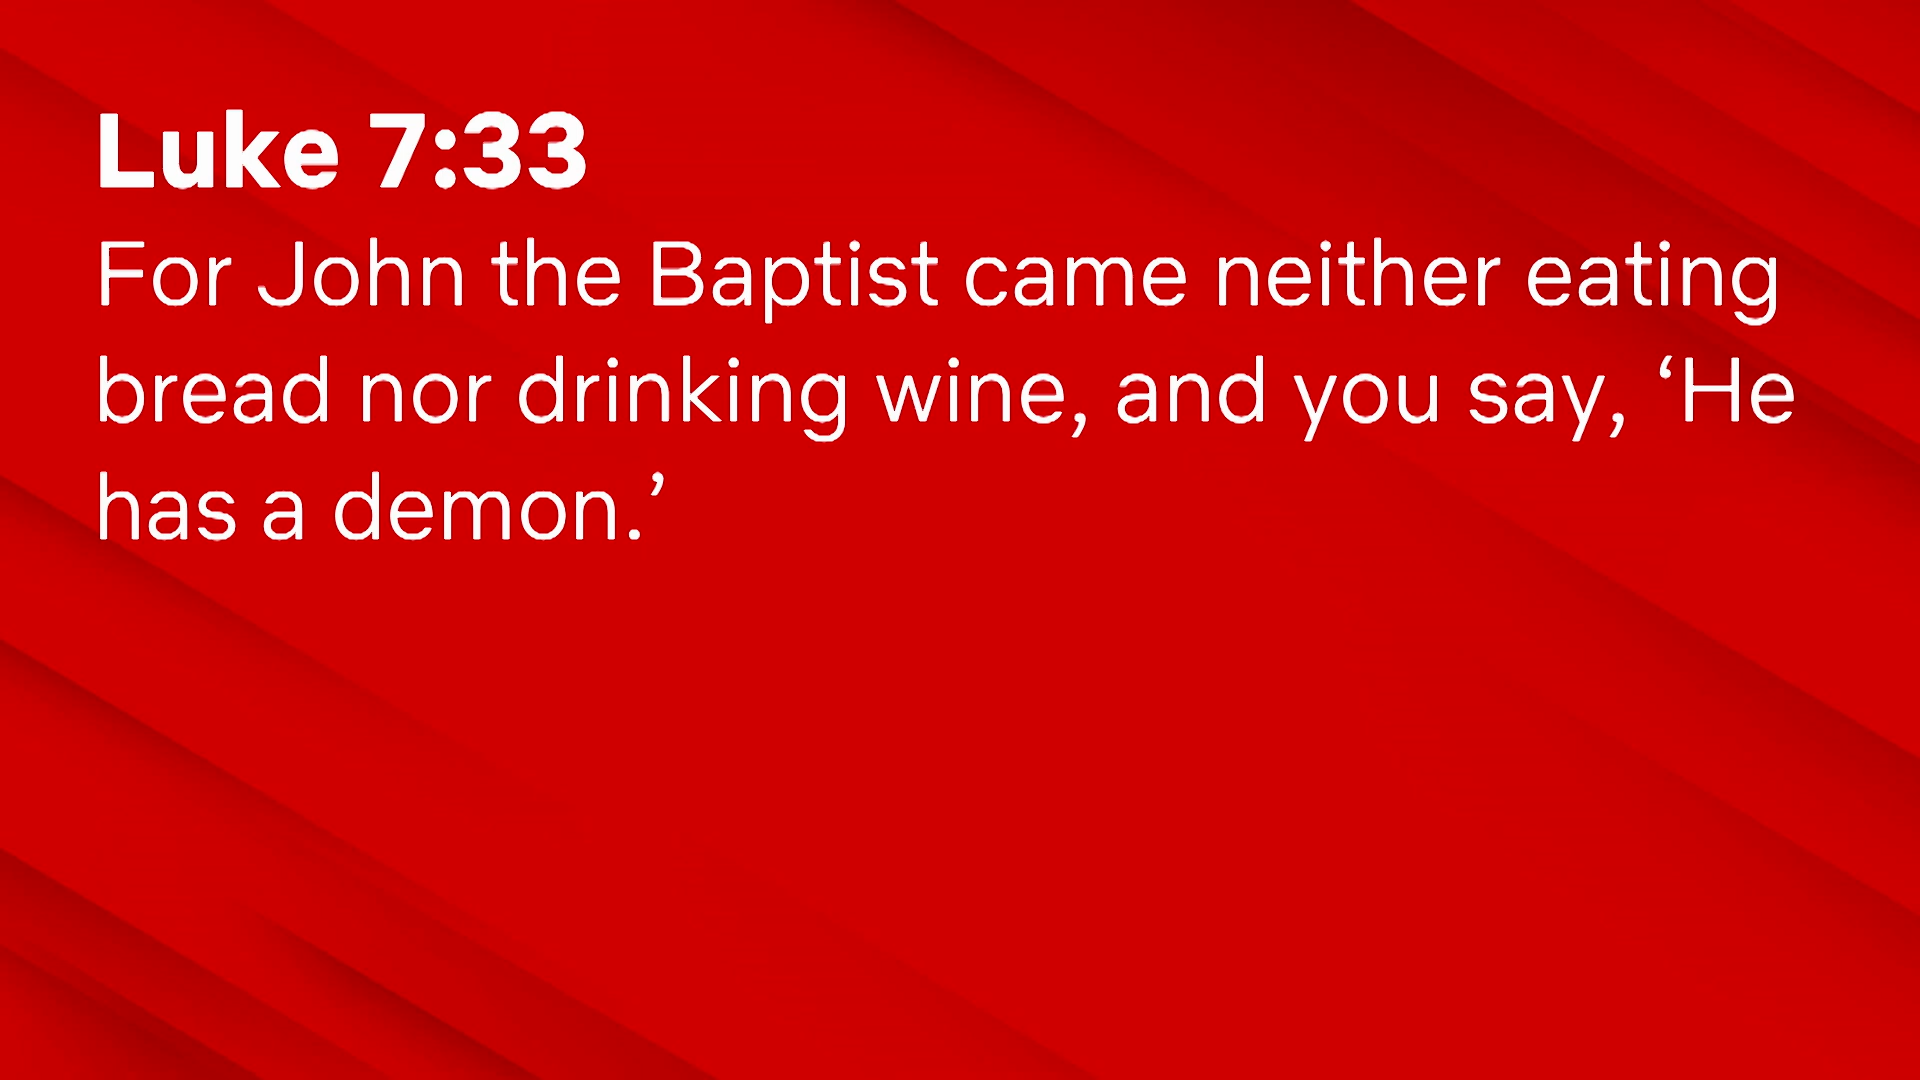 Luke 7:33
For John the Baptist came neither eating
bread nor drinking wine, and you say, ‘He
has a demon.’